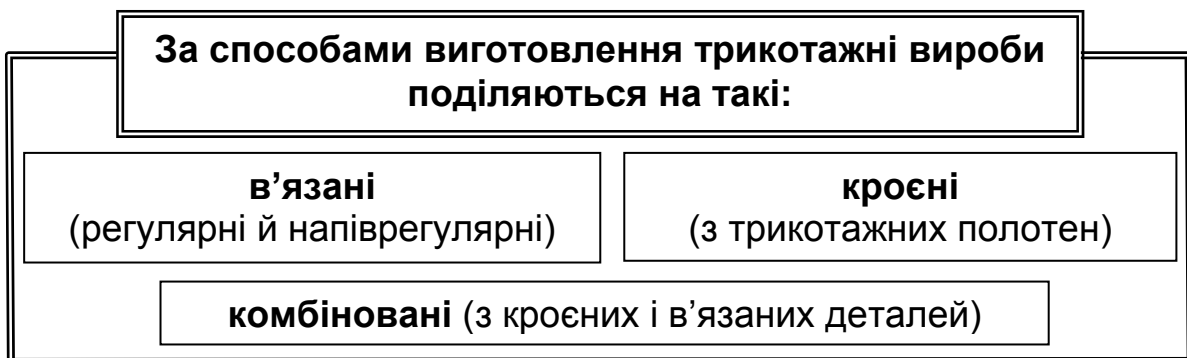 За способами виготовлення трикотажні вироби
поділяються на такі:
в’язані
(регулярні й напіврегулярні)
кроєні
(з трикотажних полотен)
комбіновані (з кроєних і в’язаних деталей)